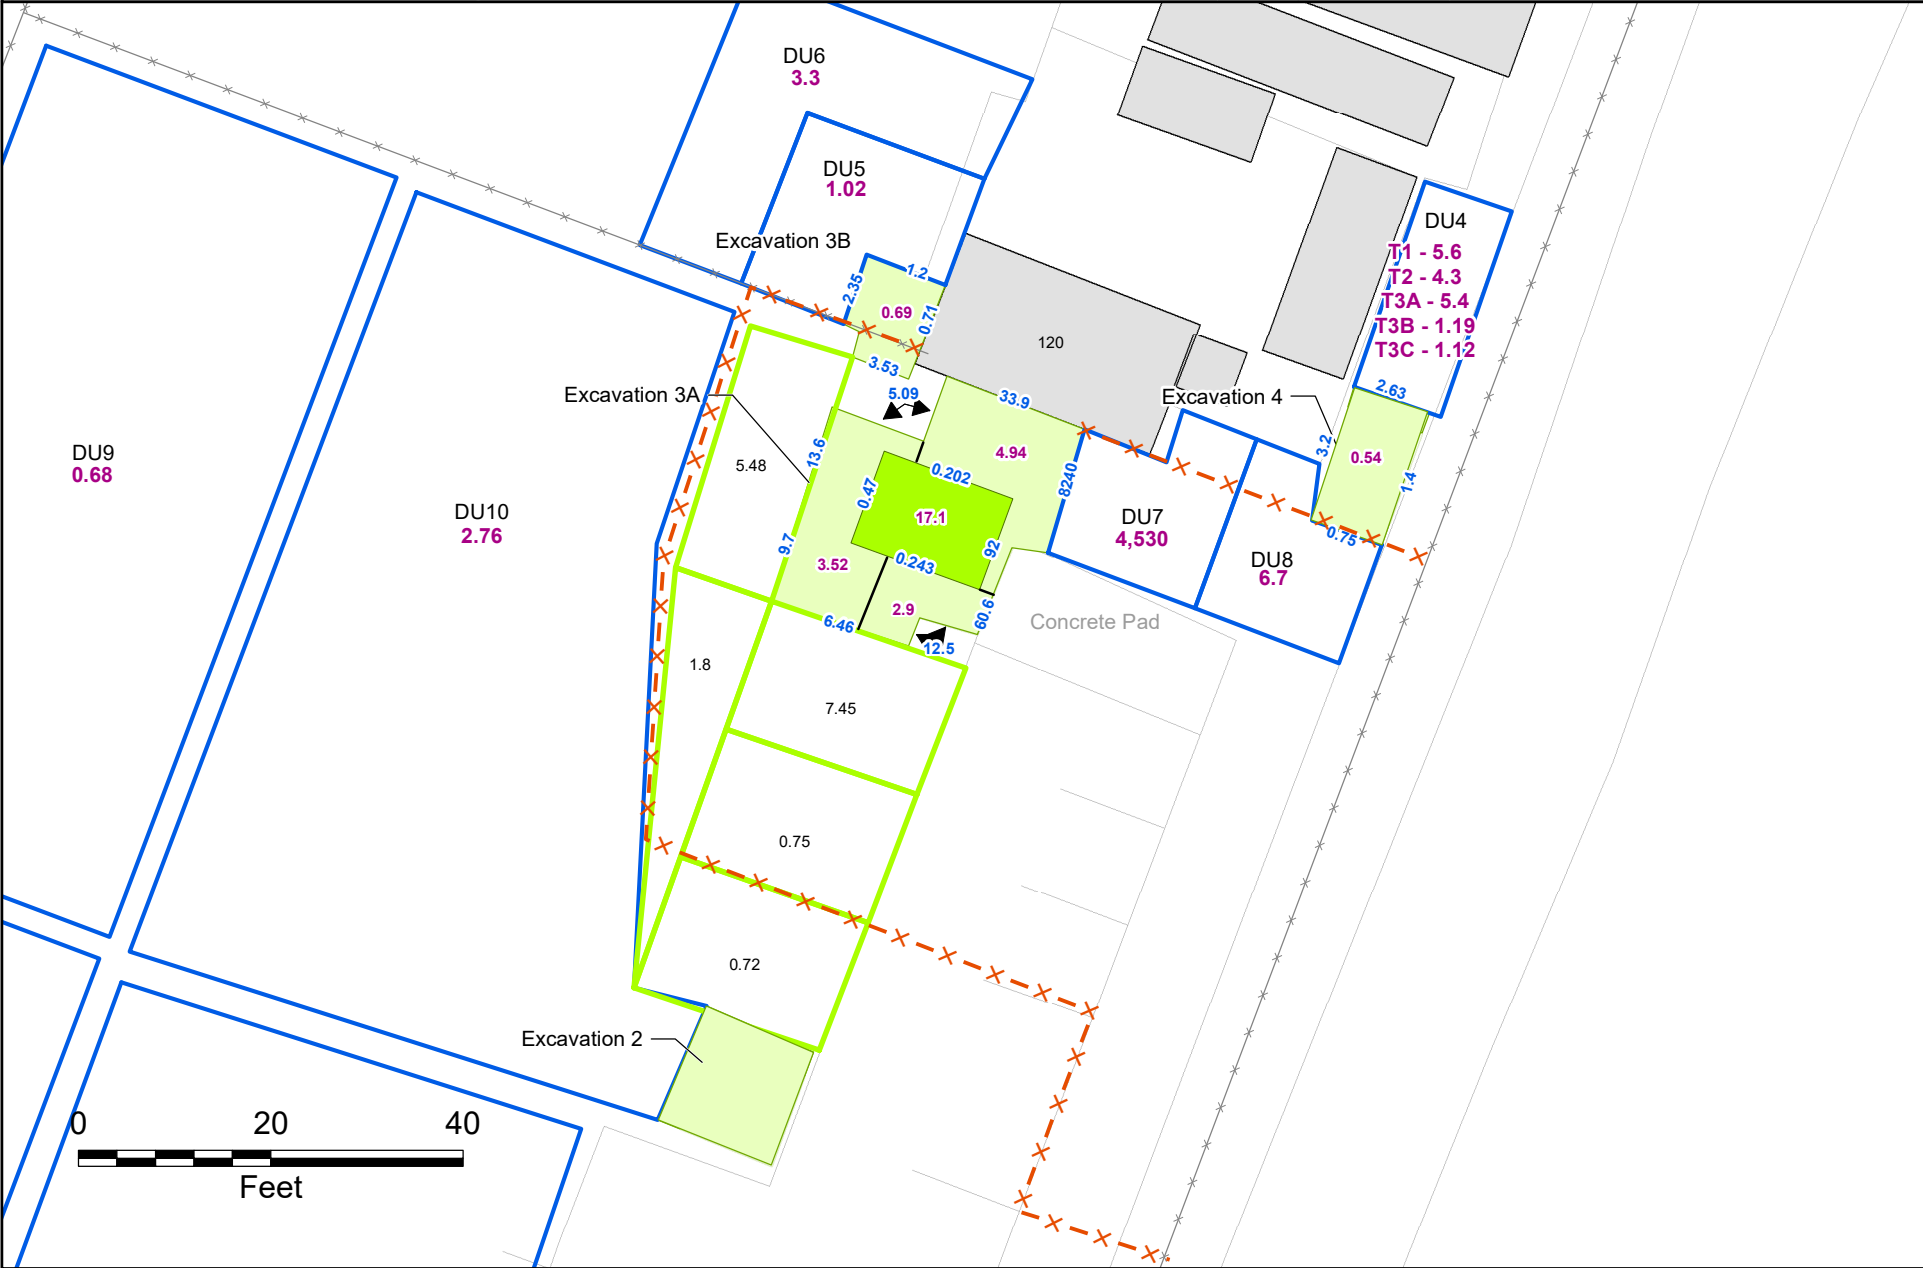 DU6
3.3
DU5
1.02
Excavation 3B
1.2
2.35
0.69
0.71
3.53
5.09
120
33.9
DU4
T1 - 5.6
T2 - 4.3
T3A - 5.4
T3B - 1.19
T3C - 1.12
2.63
Excavation 4
3.2
0.54
1.4
0.75
Excavation 3A
5.48
13.6
4.94
0.202
0.47
17.1
92
8240
9.7
3.52
0.243
2.9
60.6
6.46
12.5
DU7
4,530
DU8
6.7
Concrete Pad
DU9
0.68
DU10
2.76
1.8
7.45
0.75
0.72
Excavation 2
0 20 40
Feet